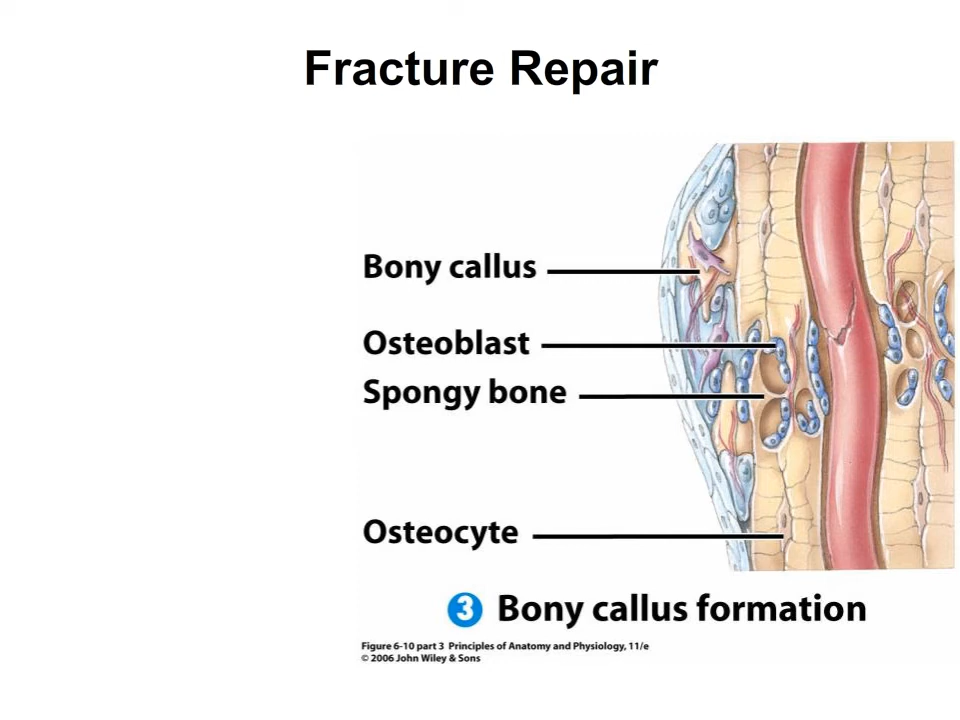 Fracture Repair
Bony callus
Osteoblast
Spongy bone
Osteocyte
3 Bony callus formation
Figure 6-10 part 3 Principles of Anatomy and Physiology, 11/e
© 2006 John Wiley & Sons